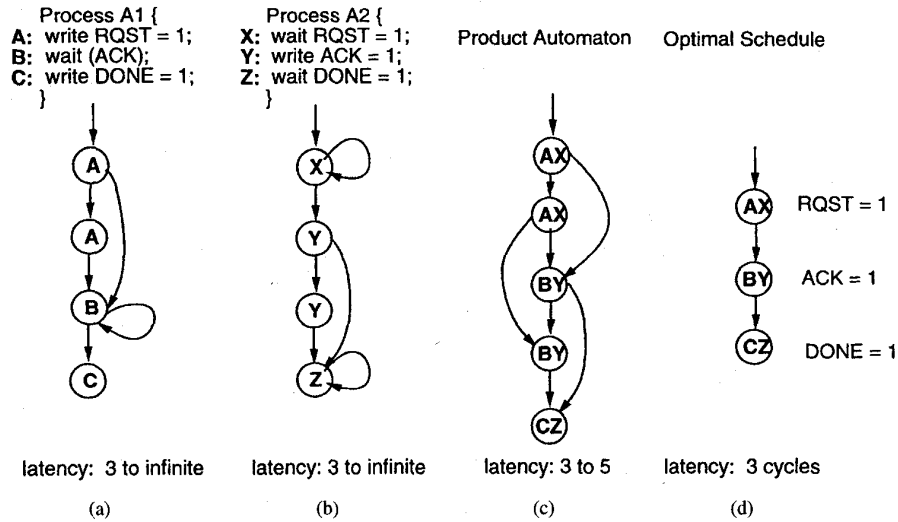 Process A1 {
A: write RQST = 1;
B: wait (ACK);
C: write DONE = 1;
}
A
A
B
C
latency: 3 to infinite
(a)
Process A2 {
X: wait RQST = 1;
Y: write ACK = 1;
Z: wait DONE = 1;
}
X
Y
Y
Z
latency: 3 to infinite
(b)
Product Automaton
AX
AX
BY
BY
CZ
latency: 3 to 5
(c)
Optimal Schedule
AX RQST = 1
BY ACK = 1
CZ DONE = 1
latency: 3 cycles
(d)